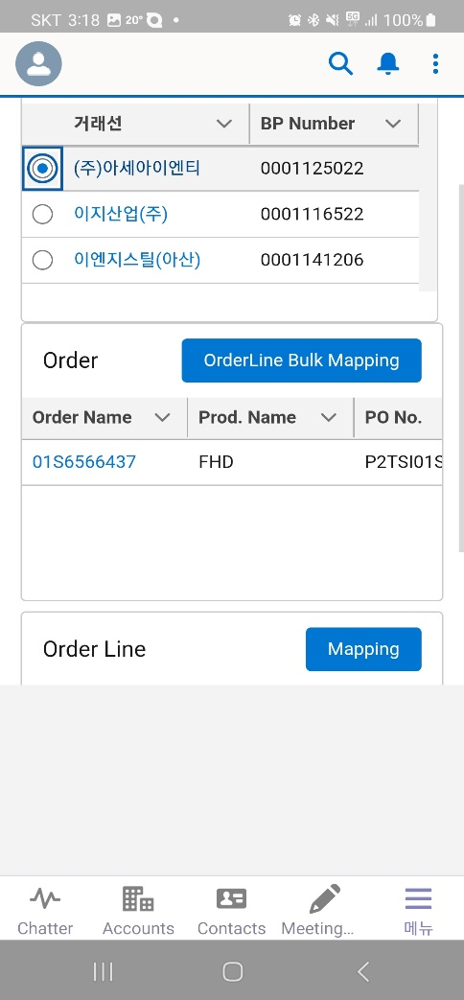 SKT 3:18 20° 5G 100%
거래선 BP Number
(주)아세아이엔티 0001125022
이지산업(주) 0001116522
이엔지스틸(아산) 0001141206
Order OrderLine Bulk Mapping
Order Name Prod. Name PO No.
01S6566437 FHD P2TSI01S
Order Line Mapping
Chatter Accounts Contacts Meeting... 메뉴